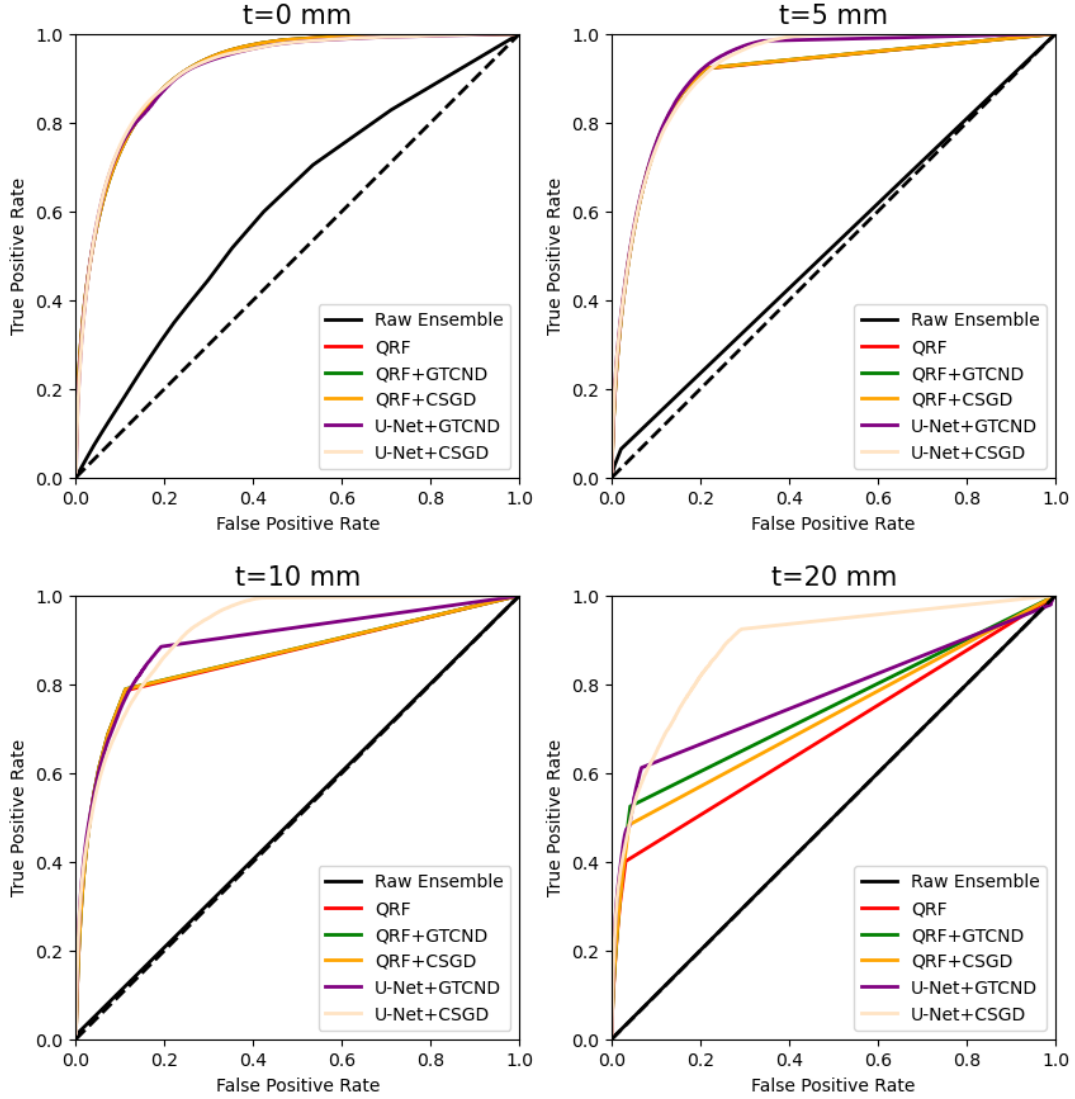 t=0 mm
True Positive Rate
1.0
0.8
0.6
0.4
0.2
0.0
Raw Ensemble
QRF
QRF+GTCND
QRF+CSGD
U-Net+GTCND
U-Net+CSGD
0.0 0.2 0.4 0.6 0.8 1.0
False Positive Rate
t=5 mm
True Positive Rate
1.0
0.8
0.6
0.4
0.2
0.0
Raw Ensemble
QRF
QRF+GTCND
QRF+CSGD
U-Net+GTCND
U-Net+CSGD
0.0 0.2 0.4 0.6 0.8 1.0
False Positive Rate
t=10 mm
True Positive Rate
1.0
0.8
0.6
0.4
0.2
0.0
Raw Ensemble
QRF
QRF+GTCND
QRF+CSGD
U-Net+GTCND
U-Net+CSGD
0.0 0.2 0.4 0.6 0.8 1.0
False Positive Rate
t=20 mm
True Positive Rate
1.0
0.8
0.6
0.4
0.2
0.0
Raw Ensemble
QRF
QRF+GTCND
QRF+CSGD
U-Net+GTCND
U-Net+CSGD
0.0 0.2 0.4 0.6 0.8 1.0
False Positive Rate